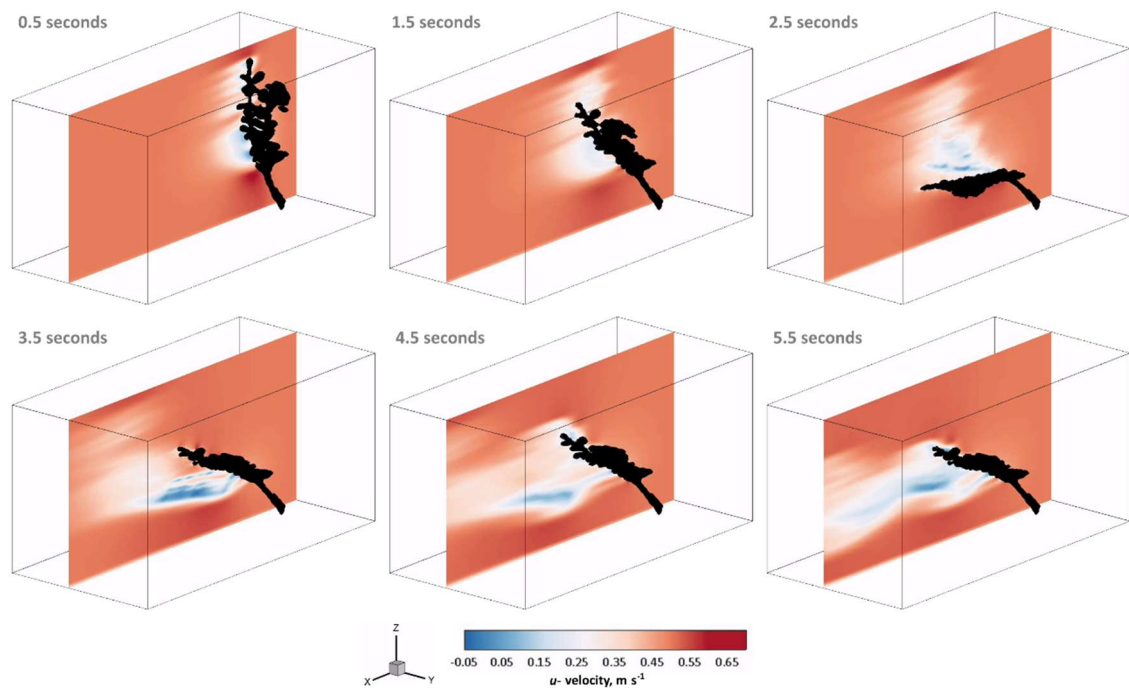 0.5 seconds
1.5 seconds
2.5 seconds
3.5 seconds
4.5 seconds
5.5 seconds
Z
X
Y
-0.05 0.05 0.15 0.25 0.35 0.45 0.55 0.65
u- velocity, m s⁻¹